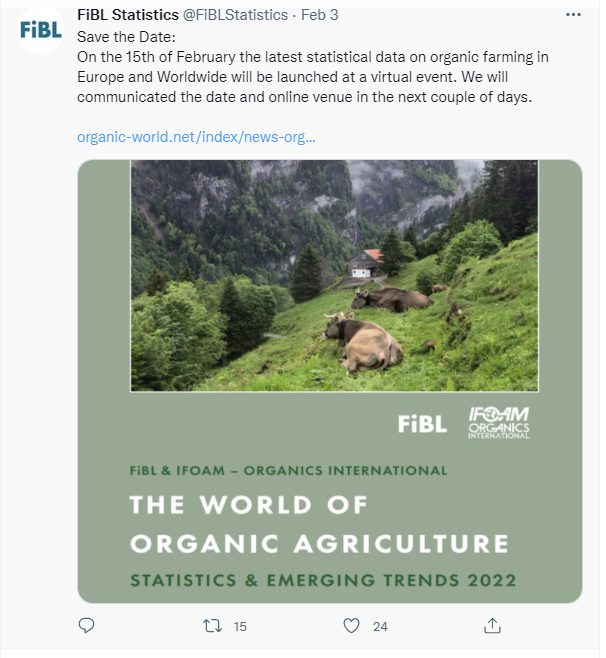 FiBL
FiBL Statistics @FiBLStatistics · Feb 3
Save the Date:
On the 15th of February the latest statistical data on organic farming in
Europe and Worldwide will be launched at a virtual event. We will
communicated the date and online venue in the next couple of days.
organic-world.net/index/news-org...
FiBL
IFOAM
ORGANICS
INTERNATIONAL
FiBL & IFOAM – ORGANICS INTERNATIONAL
THE WORLD OF
ORGANIC AGRICULTURE
STATISTICS & EMERGING TRENDS 2022
15
24